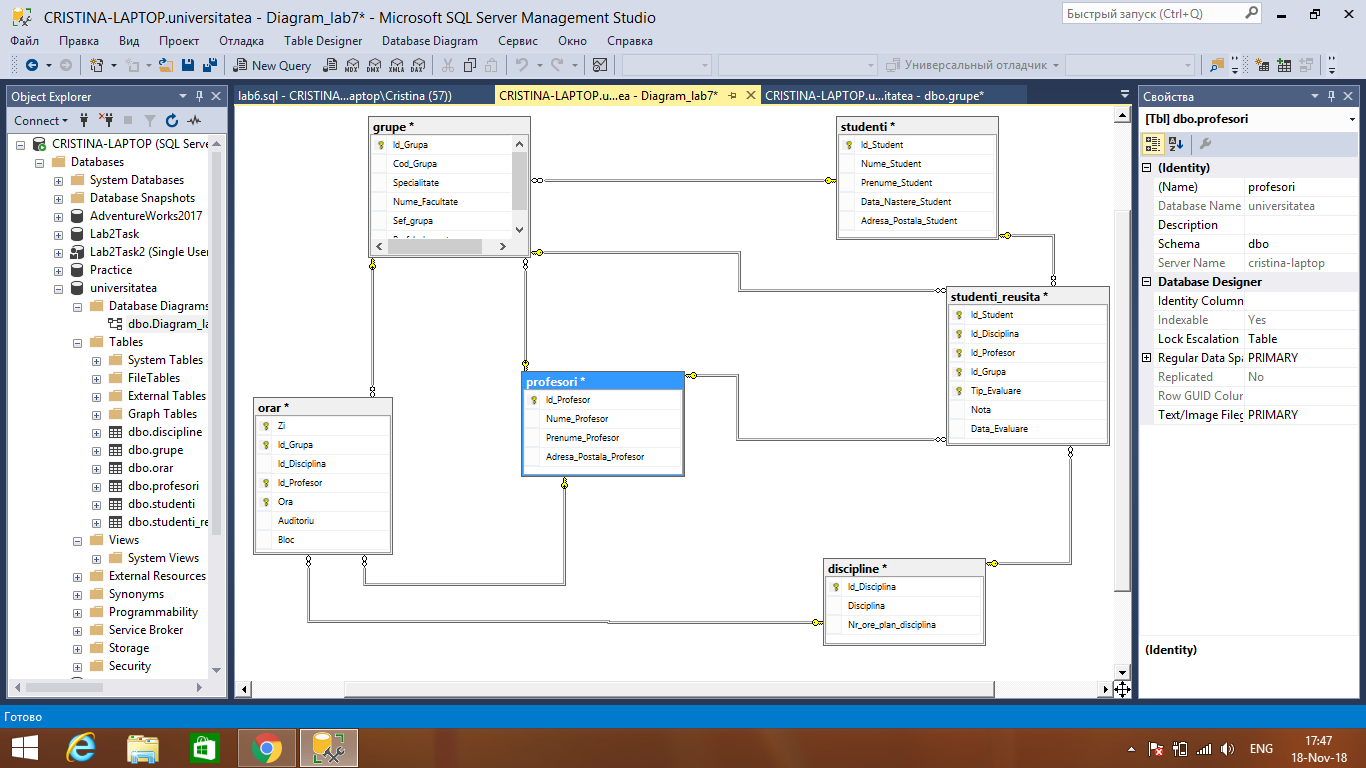 CRISTINA-LAPTOP.universitatea - Diagram_lab7* - Microsoft SQL Server Management Studio
Быстрый запуск (Ctrl+Q)
Файл Правка Вид Проект Отладка Table Designer Database Diagram Сервис Окно Справка
New Query
MDX DMX XMLA DAX
Универсальный отладчик
Object Explorer
Connect
CRISTINA-LAPTOP (SQL Serve
Databases
System Databases
Database Snapshots
AdventureWorks2017
Lab2Task
Lab2Task2 (Single User
Practice
universitatea
Database Diagrams
dbo.Diagram_la
Tables
System Tables
FileTables
External Tables
Graph Tables
dbo.discipline
dbo.grupe
dbo.orar
dbo.profesori
dbo.studenti
dbo.studenti_re
Views
System Views
External Resources
Synonyms
Programmability
Service Broker
Storage
Security
lab6.sql - CRISTINA...aptop\Cristina (57))
CRISTINA-LAPTOP.u...ea - Diagram_lab7*
CRISTINA-LAPTOP.u...itatea - dbo.grupe*
grupe *
Id_Grupa
Cod_Grupa
Specialitate
Nume_Facultate
Sef_grupa
studenti *
Id_Student
Nume_Student
Prenume_Student
Data_Nastere_Student
Adresa_Postala_Student
studenti_reusita *
Id_Student
Id_Disciplina
Id_Profesor
Id_Grupa
Tip_Evaluare
Nota
Data_Evaluare
profesori *
Id_Profesor
Nume_Profesor
Prenume_Profesor
Adresa_Postala_Profesor
orar *
Zi
Id_Grupa
Id_Disciplina
Id_Profesor
Ora
Auditoriu
Bloc
discipline *
Id_Disciplina
Disciplina
Nr_ore_plan_disciplina
Свойства
[Tbl] dbo.profesori
(Identity)
(Name) profesori
Database Name universitatea
Description
Schema dbo
Server Name cristina-laptop
Database Designer
Identity Column
Indexable Yes
Lock Escalation Table
Regular Data Spa PRIMARY
Replicated No
Row GUID Colum
Text/Image Fileg PRIMARY
(Identity)
Готово
ENG
17:47
18-Nov-18